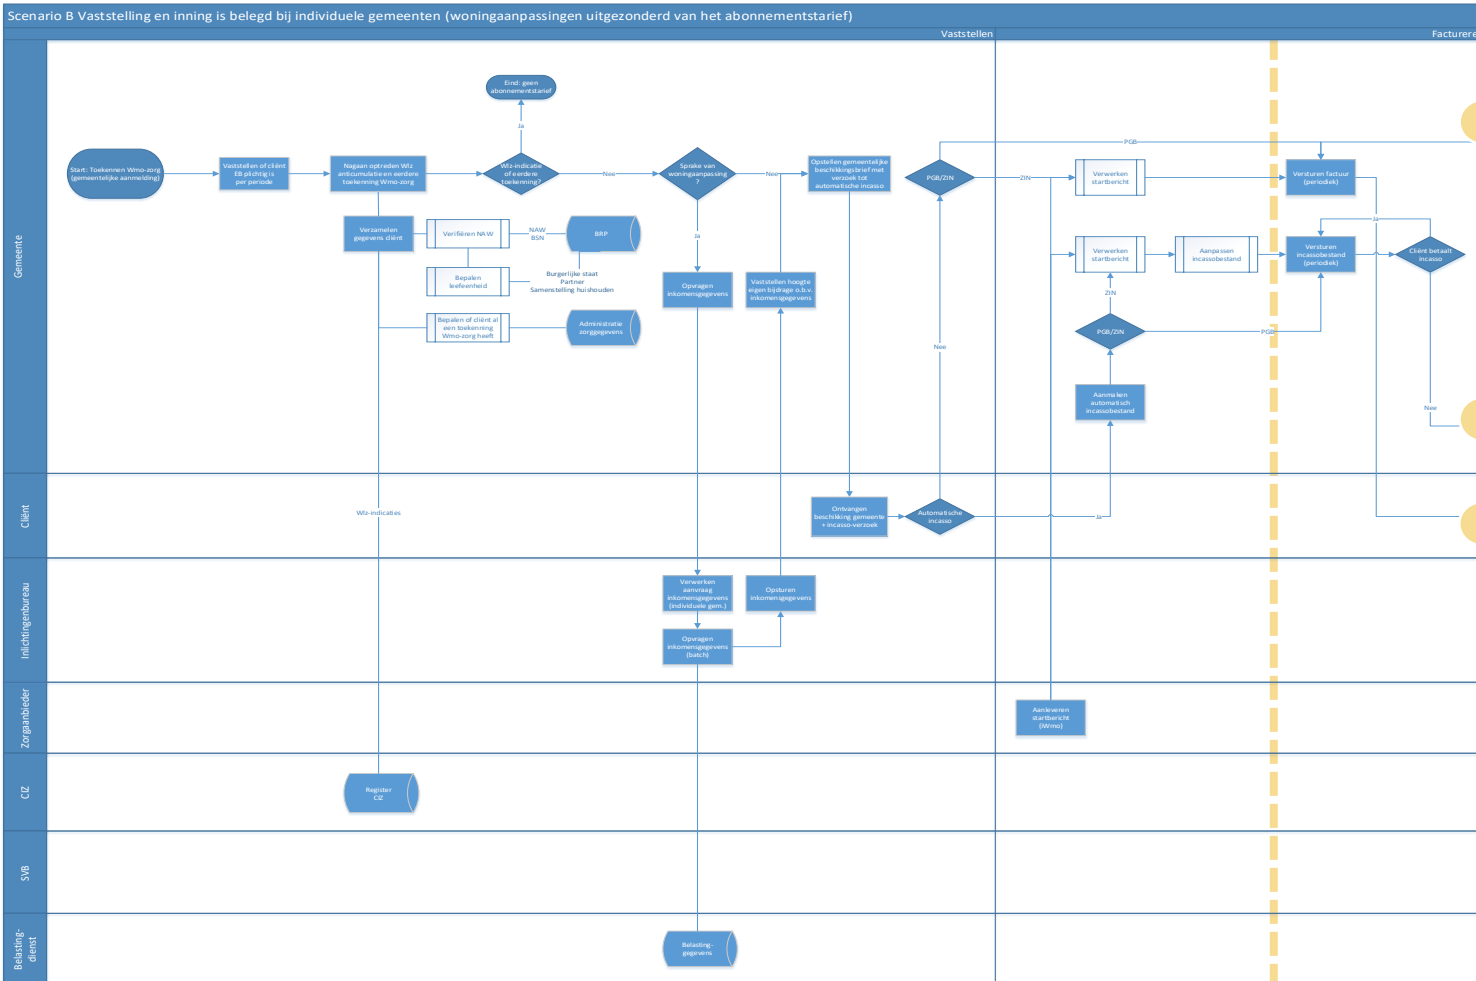 Scenario B Vaststelling en inning is belegd bij individuele gemeenten (woningaanpassingen uitgezonderd van het abonnementstarief)
Vaststellen
Facturere
Gemeente
Start: Toekennen Wmo-zorg
(gemeentelijke aanmelding)
Vaststellen of cliënt
EB plichtig is
per periode
Nagaan optreden Wlz
anticumulatie en eerdere
toekenning Wmo-zorg
Eind: geen
abonnementstarief
Ja
Wlz-indicatie
of eerdere
toekenning?
Nee
Sprake van
woningaanpassing
?
Nee
Opstellen gemeentelijke
beschikkingsbrief met
verzoek tot
automatische incasso
PGB/ZIN
PGB
ZIN
Verwerken
startbericht
Versturen factuur
(periodiek)
Verzamelen
gegevens cliënt
Verifiëren NAW
NAW
BSN
BRP
Bepalen
leefeenheid
Burgerlijke staat
Partner
Samenstelling huishouden
Bepalen of cliënt al
een toekenning
Wmo-zorg heeft
Administratie
zorggegevens
Ja
Opvragen
inkomensgegevens
Vaststellen hoogte
eigen bijdrage o.b.v.
inkomensgegevens
Nee
Verwerken
startbericht
Aanpassen
incassobestand
Versturen
incassobestand
(periodiek)
Ja
Cliënt betaalt
incasso
ZIN
PGB/ZIN
PGB
Aanmaken
automatisch
incassobestand
Nee
Cliënt
Wlz-indicaties
Ontvangen
beschikking gemeente
+ incasso-verzoek
Automatische
incasso
Ja
Inlichtingenbureau
Verwerken
aanvraag
inkomensgegevens
(individuele gem.)
Opsturen
inkomensgegevens
Opvragen
inkomensgegevens
(batch)
Zorgaanbieder
Aanleveren
startbericht
(iWmo)
CIZ
Register
CIZ
SVB
Belasting-
dienst
Belasting-
gegevens